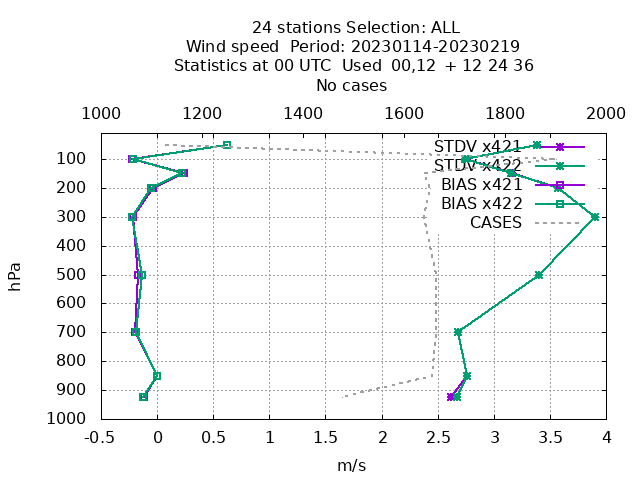 24 stations Selection: ALL
Wind speed  Period: 20230114-20230219
Statistics at 00 UTC  Used  00,12  + 12 24 36
No cases
1000 1200 1400 1600 1800 2000
STDV x421
STDV x422
BIAS x421
BIAS x422
CASES
100
200
300
400
500
600
700
800
900
1000
hPa
-0.5 0 0.5 1 1.5 2 2.5 3 3.5 4
m/s